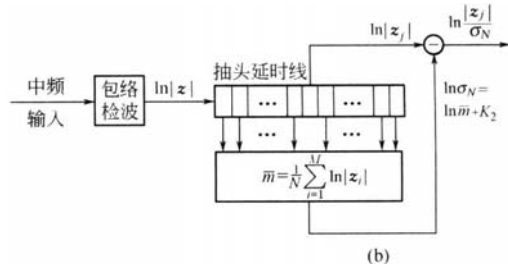 中频
输入
包络
检波
ln|z|
抽头延时线
... ...
... ...
m̅=1/N ∑_{i=1}^{M} ln|z_i|
ln|z_j|
−
ln |z_j|/σ_N
lnσ_N=
lnm̅+K_2
(b)